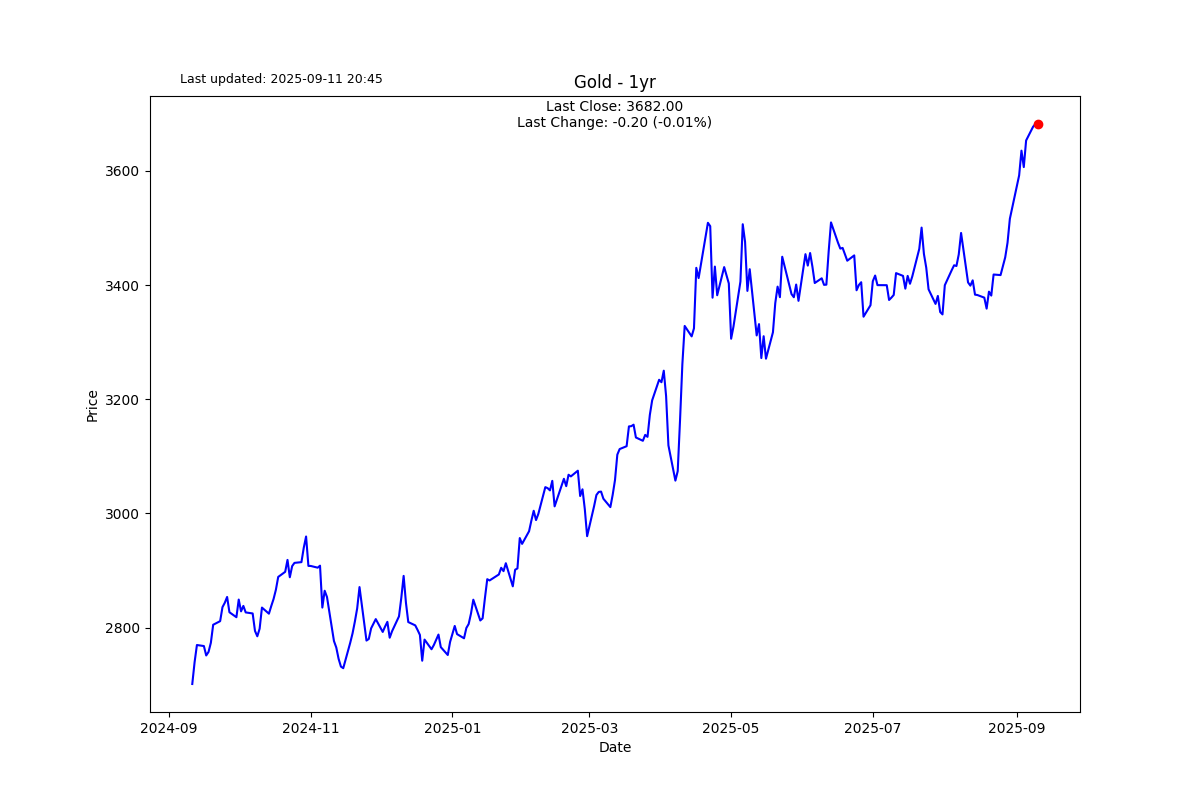 Last updated: 2025-09-11 20:45
Gold - 1yr
Last Close: 3682.00
Last Change: -0.20 (-0.01%)
Price
3600
3400
3200
3000
2800
2024-09
2024-11
2025-01
2025-03
2025-05
2025-07
2025-09
Date